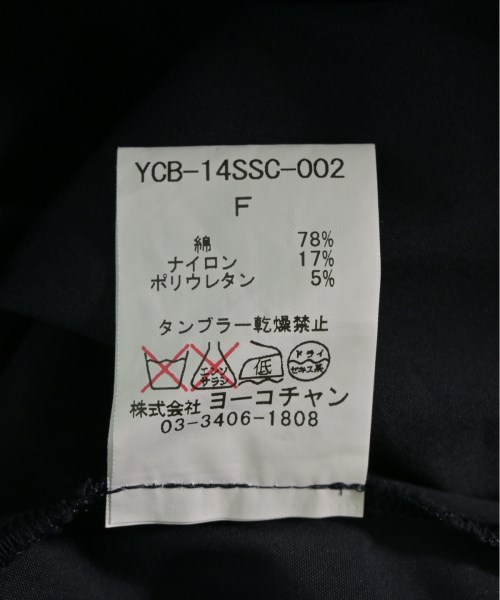 YCB-14SSC-002
F
綿 78%
ナイロン 17%
ポリウレタン 5%
タンブラー乾燥禁止
エンソサラシ 低 ドライ セキユ系
株式会社 ヨーコチャン
03-3406-1808